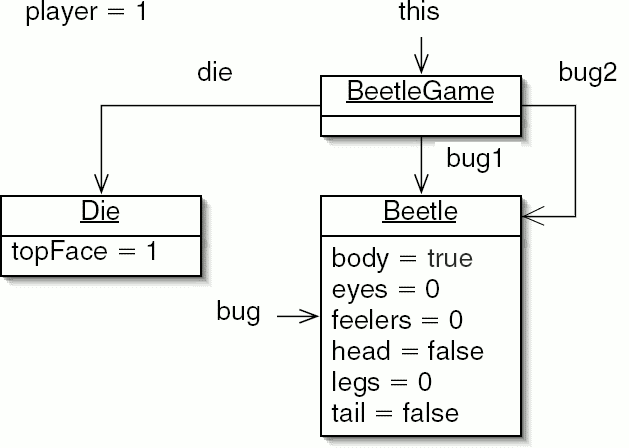 player = 1
this
die
bug2
BeetleGame
bug1
Die
topFace = 1
Beetle
body = true
eyes = 0
bug
feelers = 0
head = false
legs = 0
tail = false